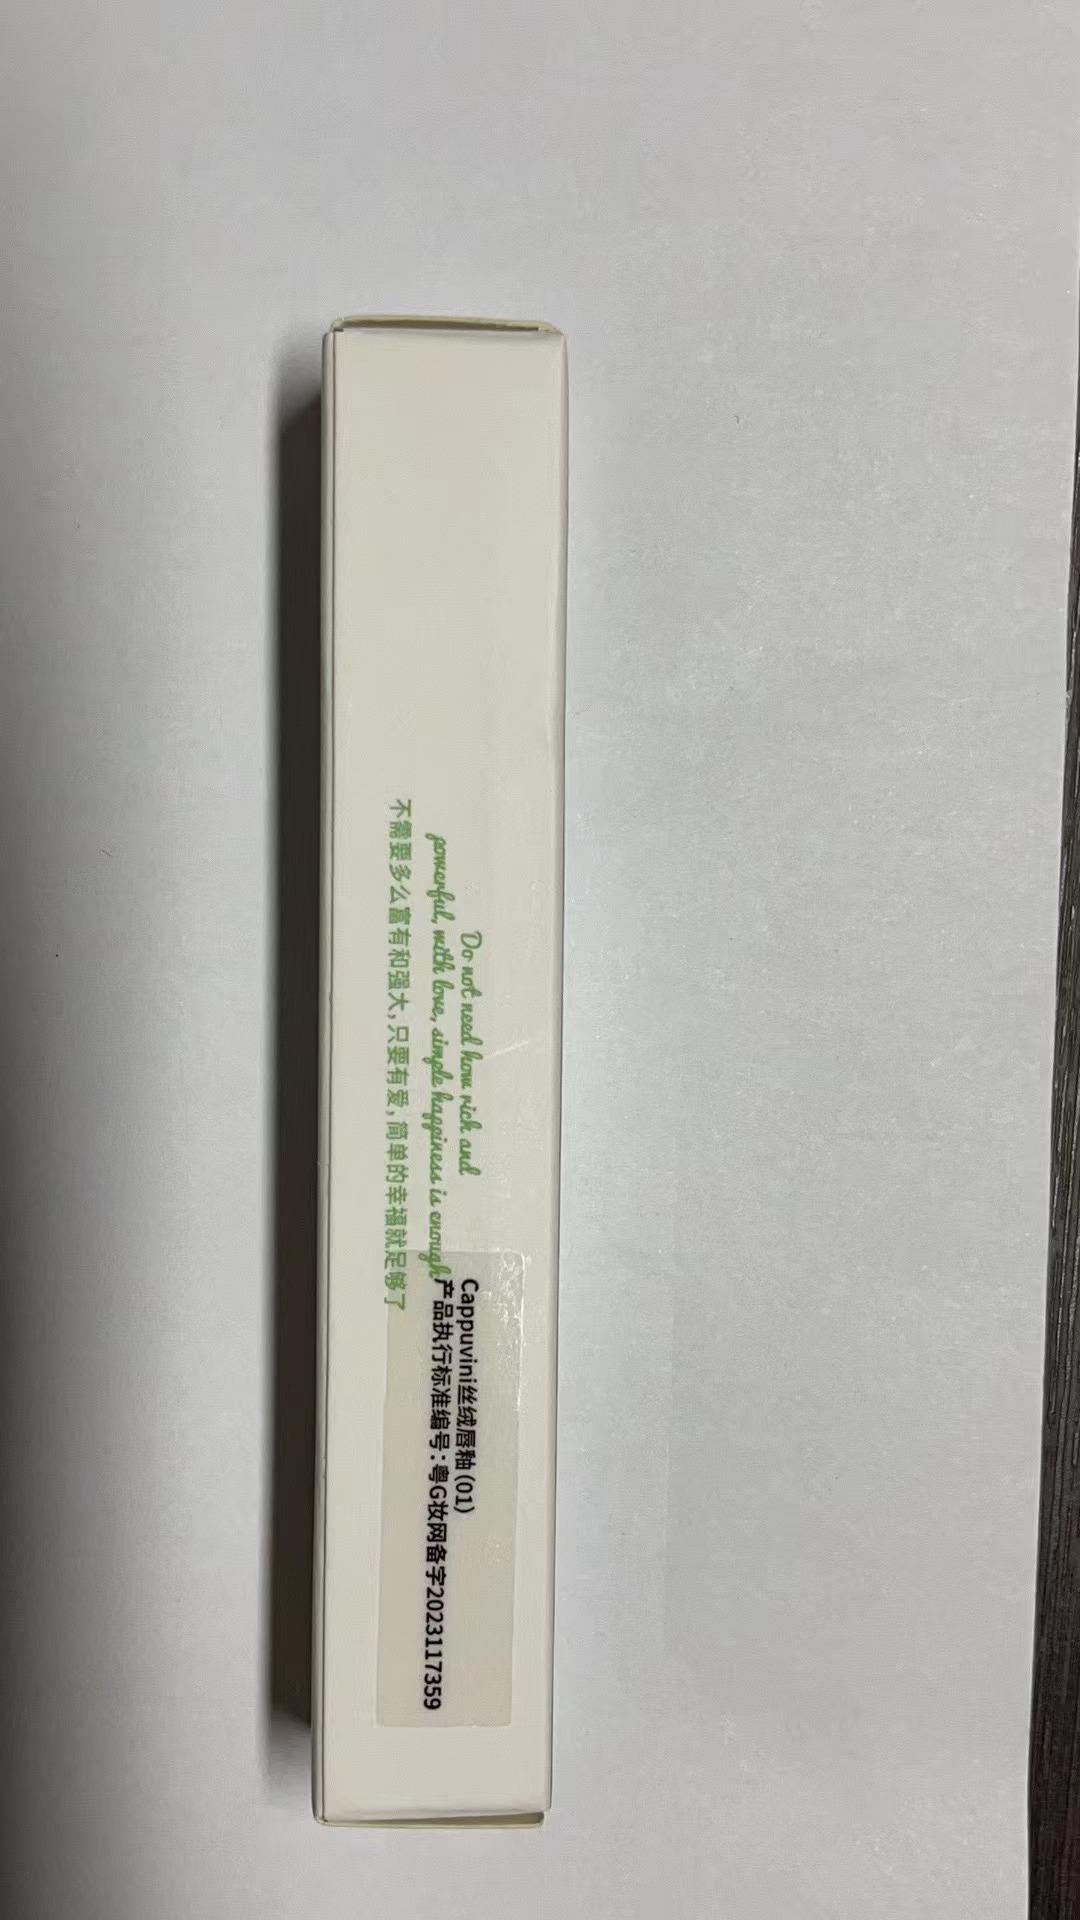 Do not need how rich and
powerful, with love, simple happiness is enough
不需要多么富有和强大,只要有爱,简单的幸福就足够了
Cappuvini丝绒唇釉 (01)
产品执行标准编号：粤G妆网备字2023117359